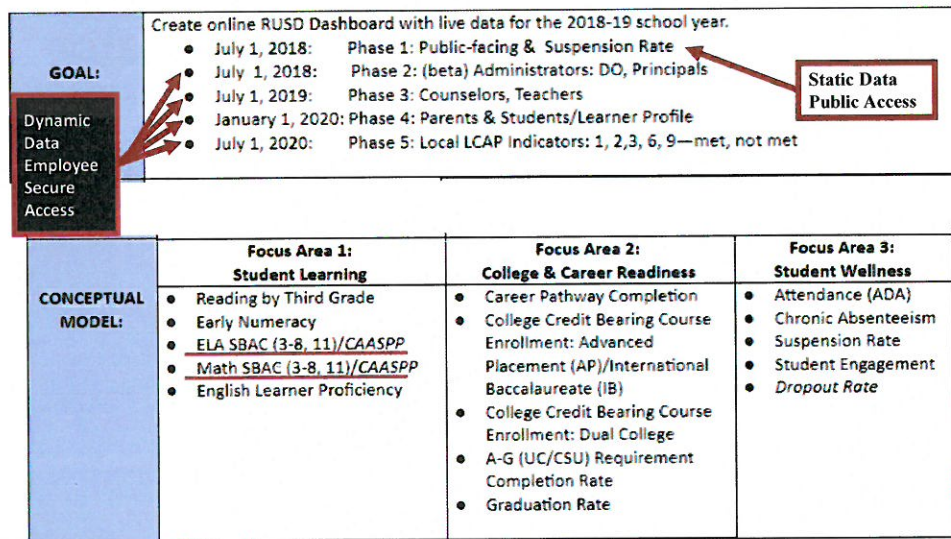 Create online RUSD Dashboard with live data for the 2018-19 school year.
GOAL:
• July 1, 2018: Phase 1: Public-facing & Suspension Rate
• July 1, 2018: Phase 2: (beta) Administrators: DO, Principals
• July 1, 2019: Phase 3: Counselors, Teachers
• January 1, 2020: Phase 4: Parents & Students/Learner Profile
• July 1, 2020: Phase 5: Local LCAP Indicators: 1, 2,3, 6, 9—met, not met
Static Data
Public Access
Dynamic
Data
Employee
Secure
Access
CONCEPTUAL
MODEL:
Focus Area 1:
Student Learning
• Reading by Third Grade
• Early Numeracy
• ELA SBAC (3-8, 11)/CAASPP
• Math SBAC (3-8, 11)/CAASPP
• English Learner Proficiency
Focus Area 2:
College & Career Readiness
• Career Pathway Completion
• College Credit Bearing Course
Enrollment: Advanced
Placement (AP)/International
Baccalaureate (IB)
• College Credit Bearing Course
Enrollment: Dual College
• A-G (UC/CSU) Requirement
Completion Rate
• Graduation Rate
Focus Area 3:
Student Wellness
• Attendance (ADA)
• Chronic Absenteeism
• Suspension Rate
• Student Engagement
• Dropout Rate